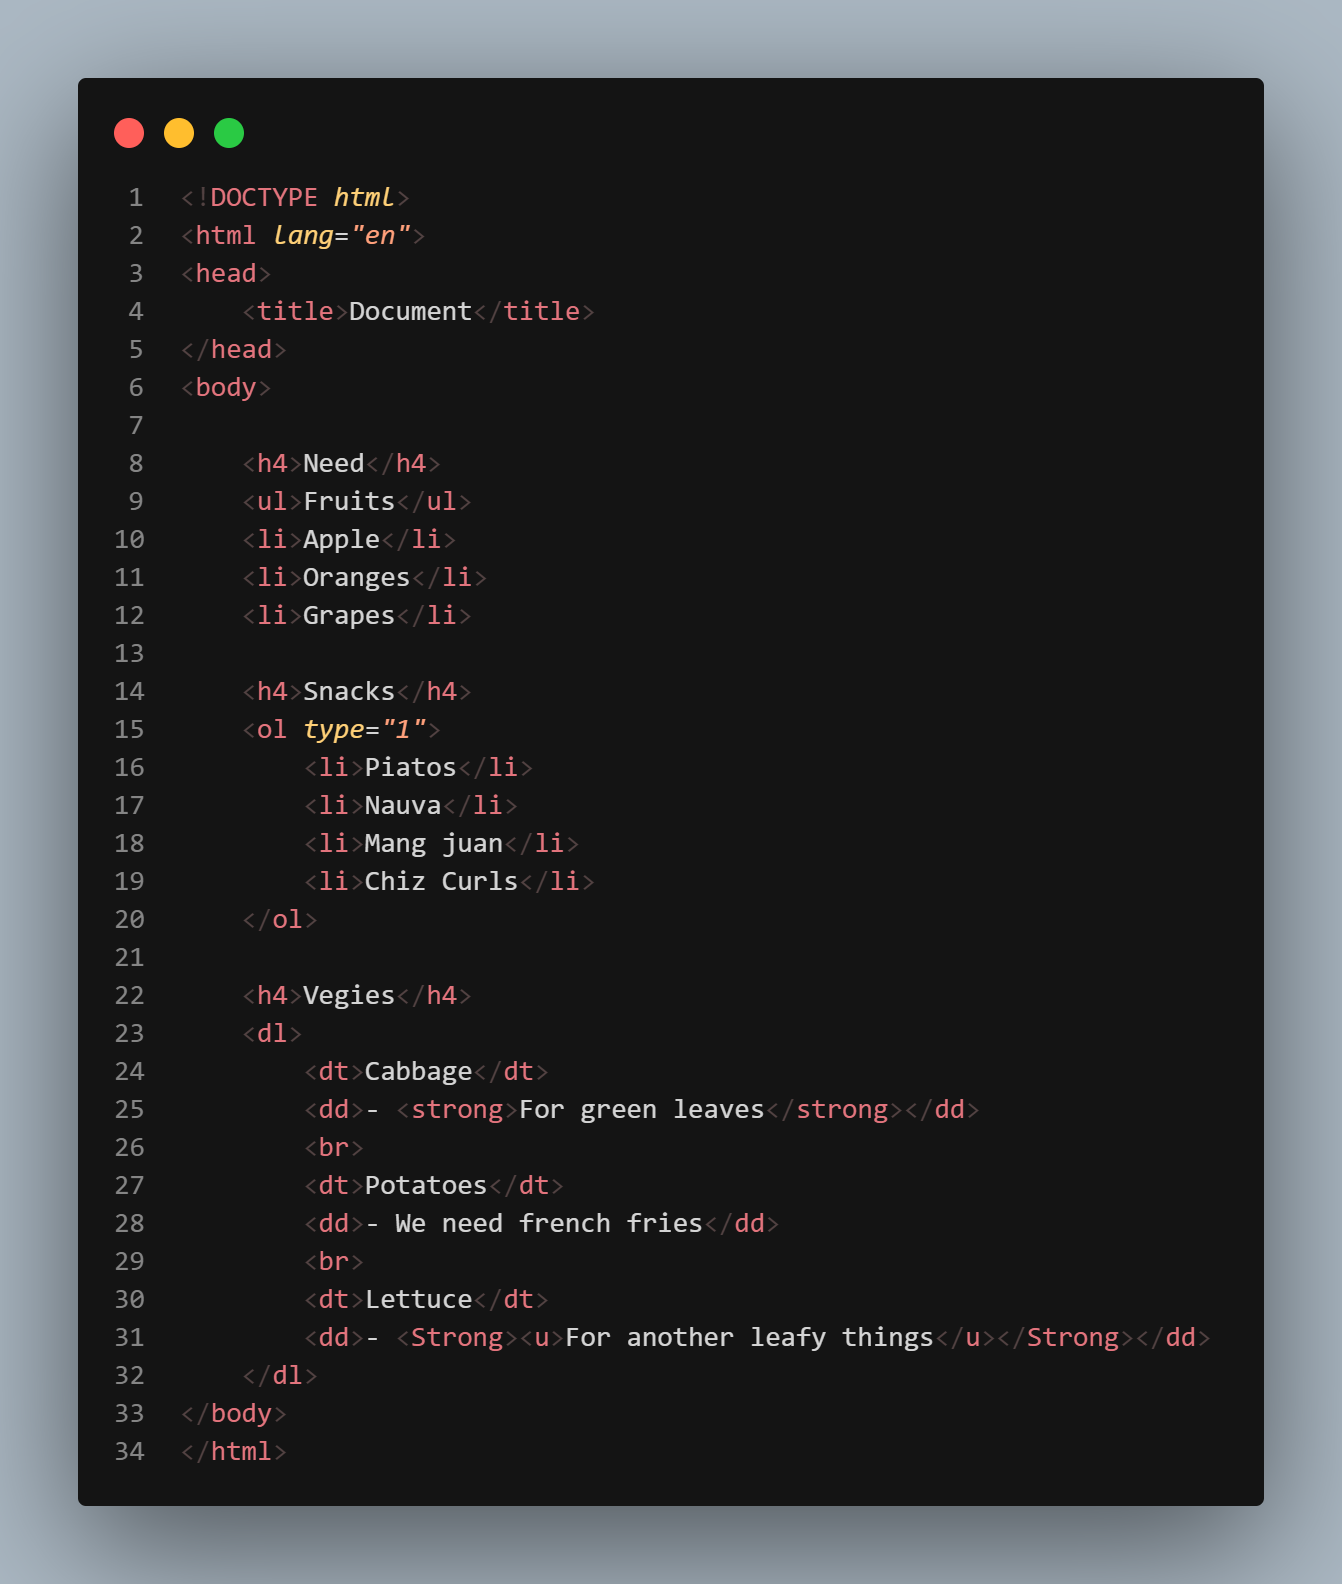 1 <!DOCTYPE html>
2 <html lang="en">
3 <head>
4     <title>Document</title>
5 </head>
6 <body>
7
8     <h4>Need</h4>
9     <ul>Fruits</ul>
10     <li>Apple</li>
11     <li>Oranges</li>
12     <li>Grapes</li>
13
14     <h4>Snacks</h4>
15     <ol type="1">
16         <li>Piatos</li>
17         <li>Nauva</li>
18         <li>Mang juan</li>
19         <li>Chiz Curls</li>
20     </ol>
21
22     <h4>Vegies</h4>
23     <dl>
24         <dt>Cabbage</dt>
25         <dd>- <strong>For green leaves</strong></dd>
26         <br>
27         <dt>Potatoes</dt>
28         <dd>- We need french fries</dd>
29         <br>
30         <dt>Lettuce</dt>
31         <dd>- <Strong><u>For another leafy things</u></Strong></dd>
32     </dl>
33 </body>
34 </html>